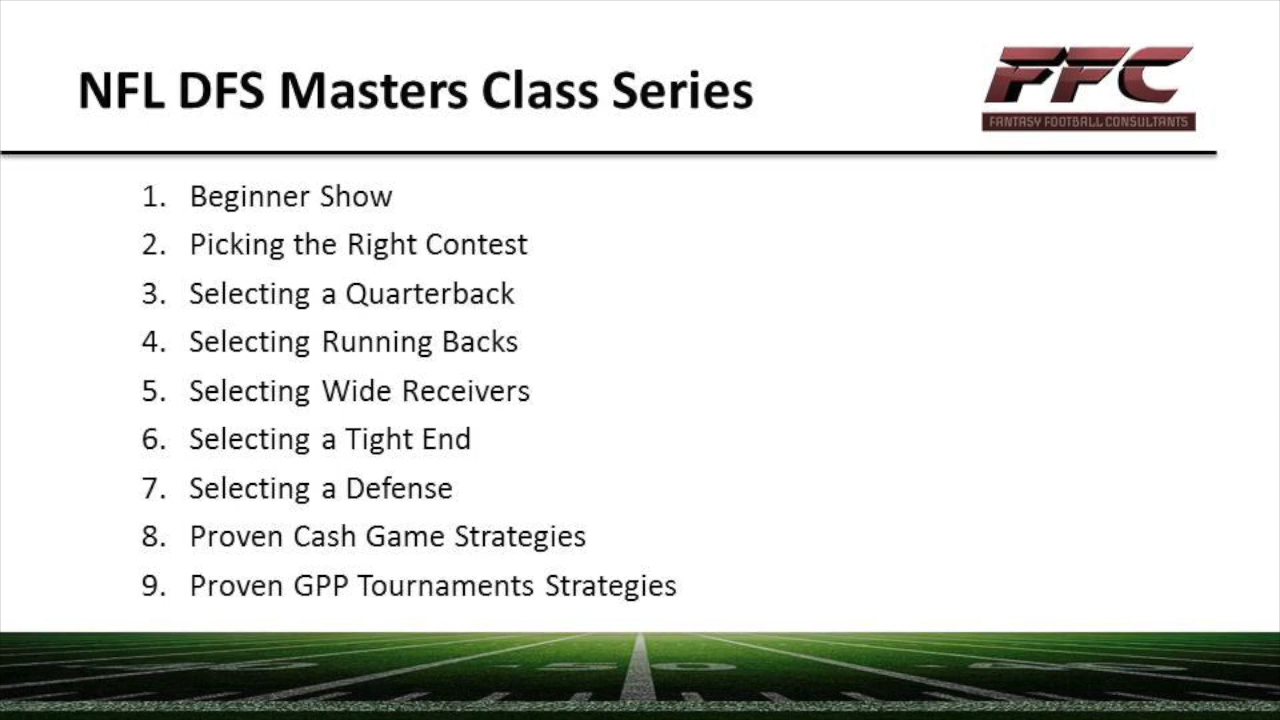 NFL DFS Masters Class Series
FFC
FANTASY FOOTBALL CONSULTANTS
1. Beginner Show
2. Picking the Right Contest
3. Selecting a Quarterback
4. Selecting Running Backs
5. Selecting Wide Receivers
6. Selecting a Tight End
7. Selecting a Defense
8. Proven Cash Game Strategies
9. Proven GPP Tournaments Strategies
50